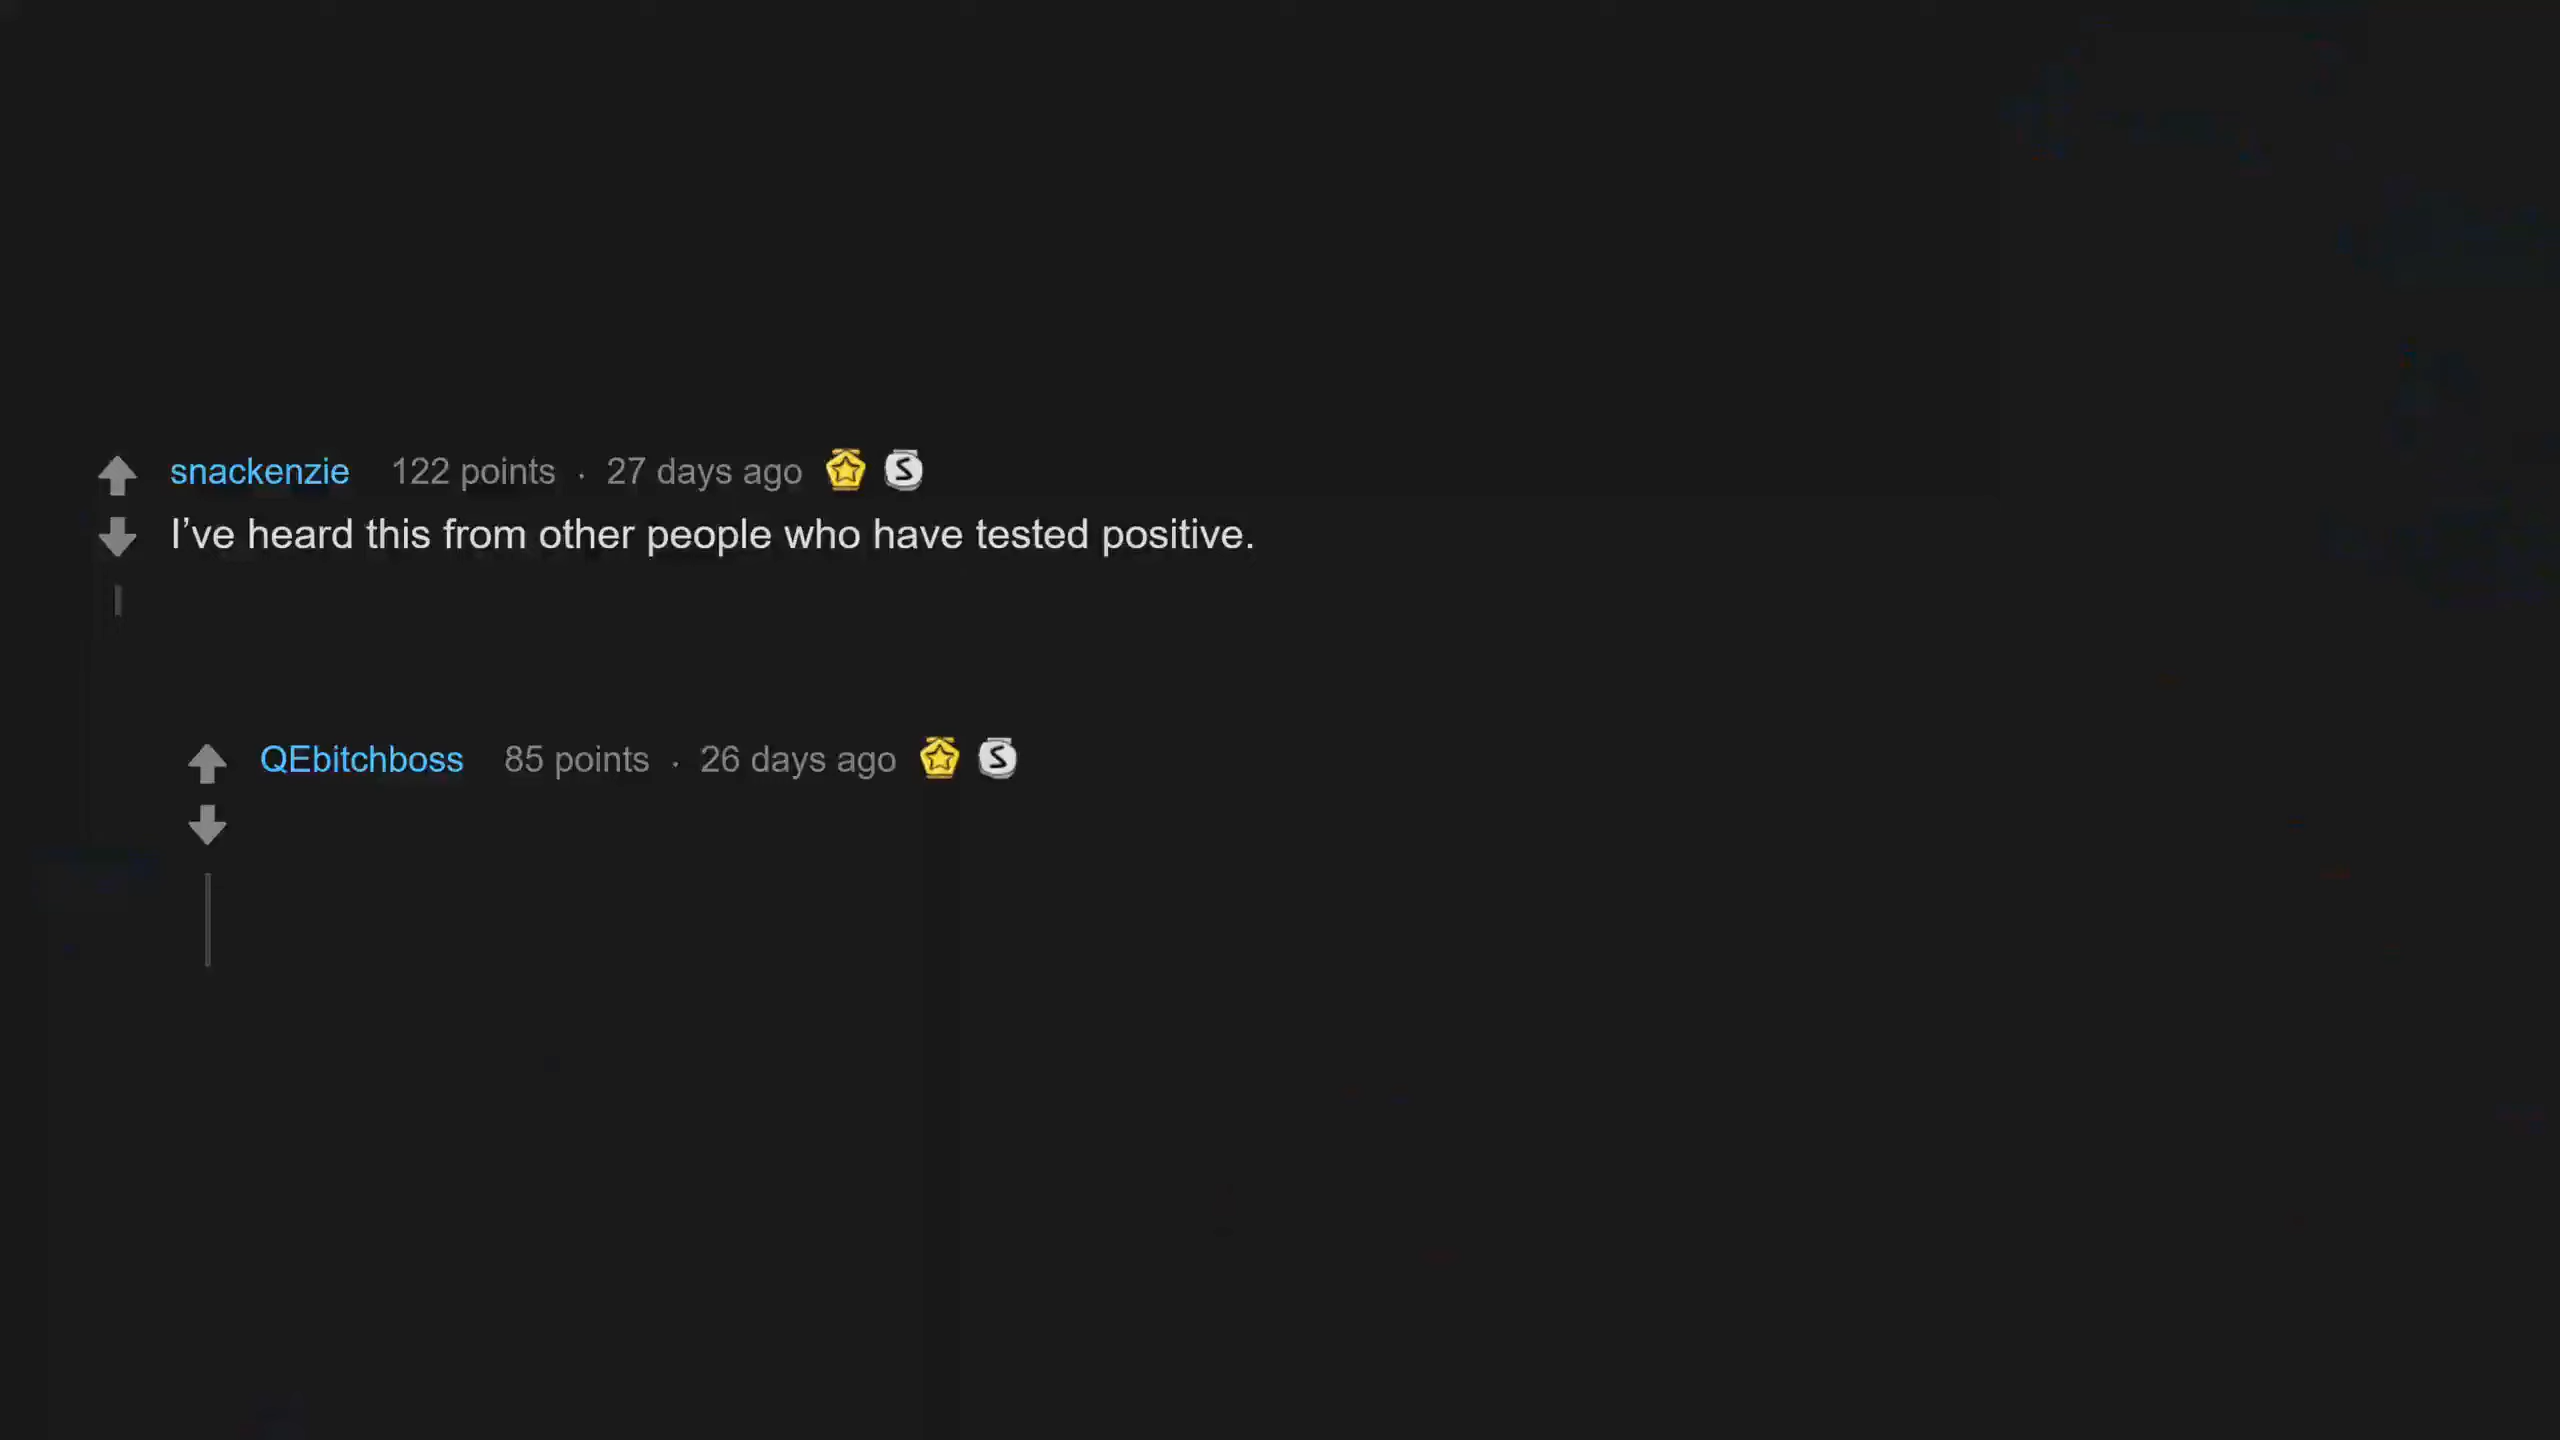 snackenzie 122 points · 27 days ago
I’ve heard this from other people who have tested positive.
QEbitchboss 85 points · 26 days ago